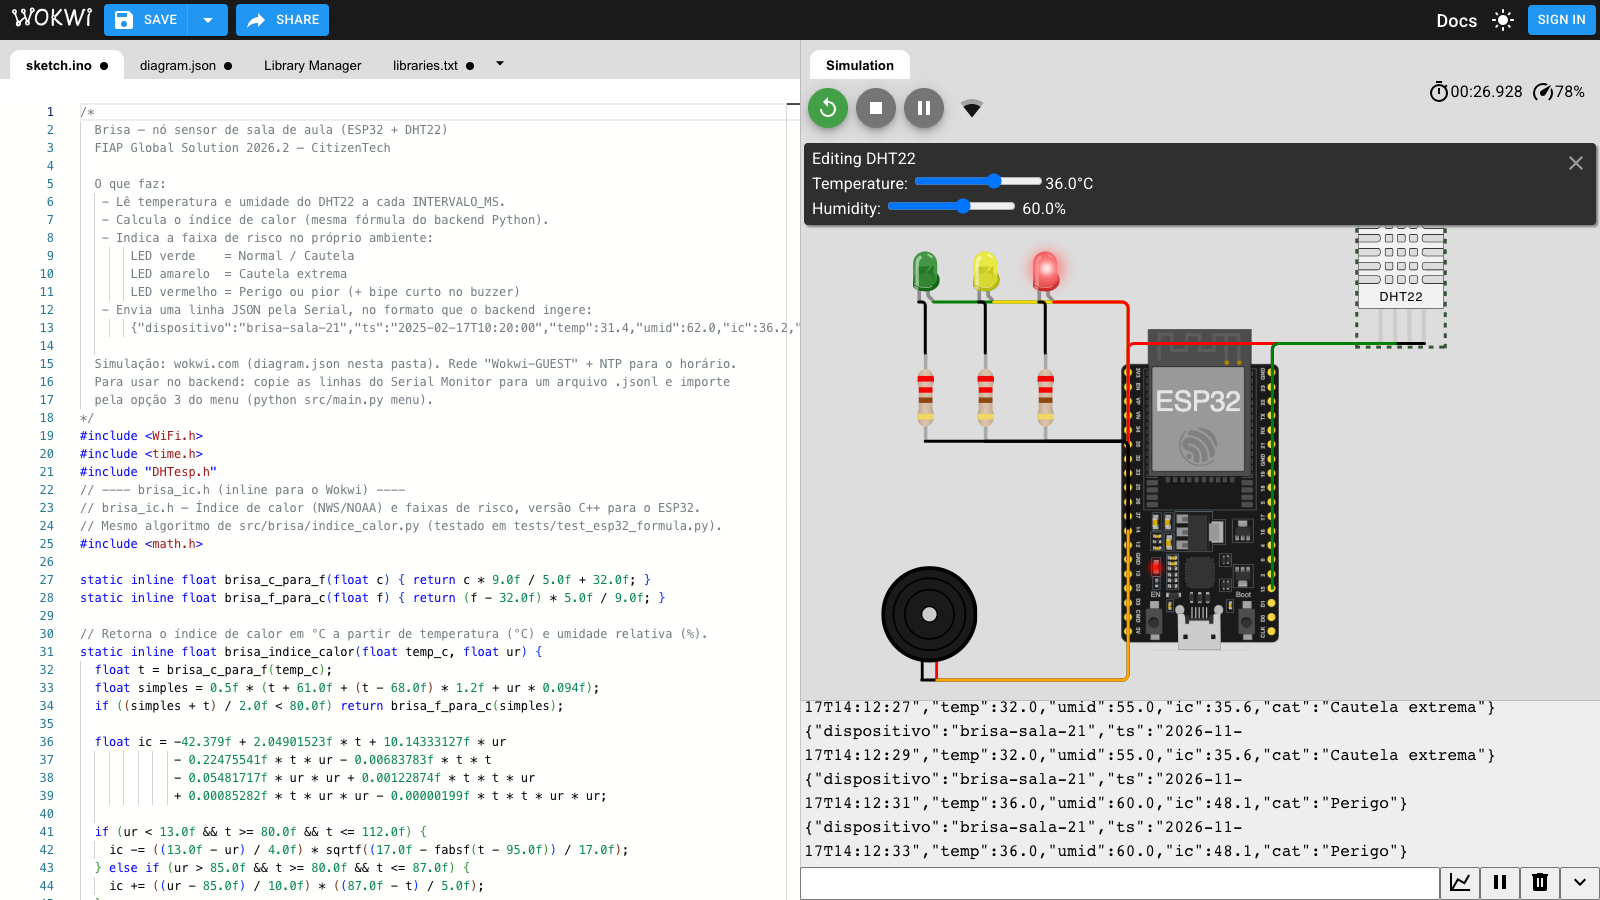 WOKWI
SAVE
SHARE
Docs
SIGN IN
sketch.ino
diagram.json
Library Manager
libraries.txt
1 /*
2 Brisa — nó sensor de sala de aula (ESP32 + DHT22)
3 FIAP Global Solution 2026.2 — CitizenTech
4
5 O que faz:
6 - Lê temperatura e umidade do DHT22 a cada INTERVALO_MS.
7 - Calcula o índice de calor (mesma fórmula do backend Python).
8 - Indica a faixa de risco no próprio ambiente:
9 LED verde = Normal / Cautela
10 LED amarelo = Cautela extrema
11 LED vermelho = Perigo ou pior (+ bipe curto no buzzer)
12 - Envia uma linha JSON pela Serial, no formato que o backend ingere:
13 {"dispositivo":"brisa-sala-21","ts":"2025-02-17T10:20:00","temp":31.4,"umid":62.0,"ic":36.2,"
14
15 Simulação: wokwi.com (diagram.json nesta pasta). Rede "Wokwi-GUEST" + NTP para o horário.
16 Para usar no backend: copie as linhas do Serial Monitor para um arquivo .jsonl e importe
17 pela opção 3 do menu (python src/main.py menu).
18 */
19 #include <WiFi.h>
20 #include <time.h>
21 #include "DHTesp.h"
22 // ---- brisa_ic.h (inline para o Wokwi) ----
23 // brisa_ic.h — Índice de calor (NWS/NOAA) e faixas de risco, versão C++ para o ESP32.
24 // Mesmo algoritmo de src/brisa/indice_calor.py (testado em tests/test_esp32_formula.py).
25 #include <math.h>
26
27 static inline float brisa_c_para_f(float c) { return c * 9.0f / 5.0f + 32.0f; }
28 static inline float brisa_f_para_c(float f) { return (f - 32.0f) * 5.0f / 9.0f; }
29
30 // Retorna o índice de calor em °C a partir de temperatura (°C) e umidade relativa (%).
31 static inline float brisa_indice_calor(float temp_c, float ur) {
32 float t = brisa_c_para_f(temp_c);
33 float simples = 0.5f * (t + 61.0f + (t - 68.0f) * 1.2f + ur * 0.094f);
34 if ((simples + t) / 2.0f < 80.0f) return brisa_f_para_c(simples);
35
36 float ic = -42.379f + 2.04901523f * t + 10.14333127f * ur
37 - 0.22475541f * t * ur - 0.00683783f * t * t
38 - 0.05481717f * ur * ur + 0.00122874f * t * t * ur
39 + 0.00085282f * t * ur * ur - 0.00000199f * t * t * ur * ur;
40
41 if (ur < 13.0f && t >= 80.0f && t <= 112.0f) {
42 ic -= ((13.0f - ur) / 4.0f) * sqrtf((17.0f - fabsf(t - 95.0f)) / 17.0f);
43 } else if (ur > 85.0f && t >= 80.0f && t <= 87.0f) {
44 ic += ((ur - 85.0f) / 10.0f) * ((87.0f - t) / 5.0f);
Simulation
00:26.928
78%
Editing DHT22
Temperature: 36.0°C
Humidity: 60.0%
DHT22
ESP32
EN
Boot
17T14:12:27","temp":32.0,"umid":55.0,"ic":35.6,"cat":"Cautela extrema"}
{"dispositivo":"brisa-sala-21","ts":"2026-11-
17T14:12:29","temp":32.0,"umid":55.0,"ic":35.6,"cat":"Cautela extrema"}
{"dispositivo":"brisa-sala-21","ts":"2026-11-
17T14:12:31","temp":36.0,"umid":60.0,"ic":48.1,"cat":"Perigo"}
{"dispositivo":"brisa-sala-21","ts":"2026-11-
17T14:12:33","temp":36.0,"umid":60.0,"ic":48.1,"cat":"Perigo"}